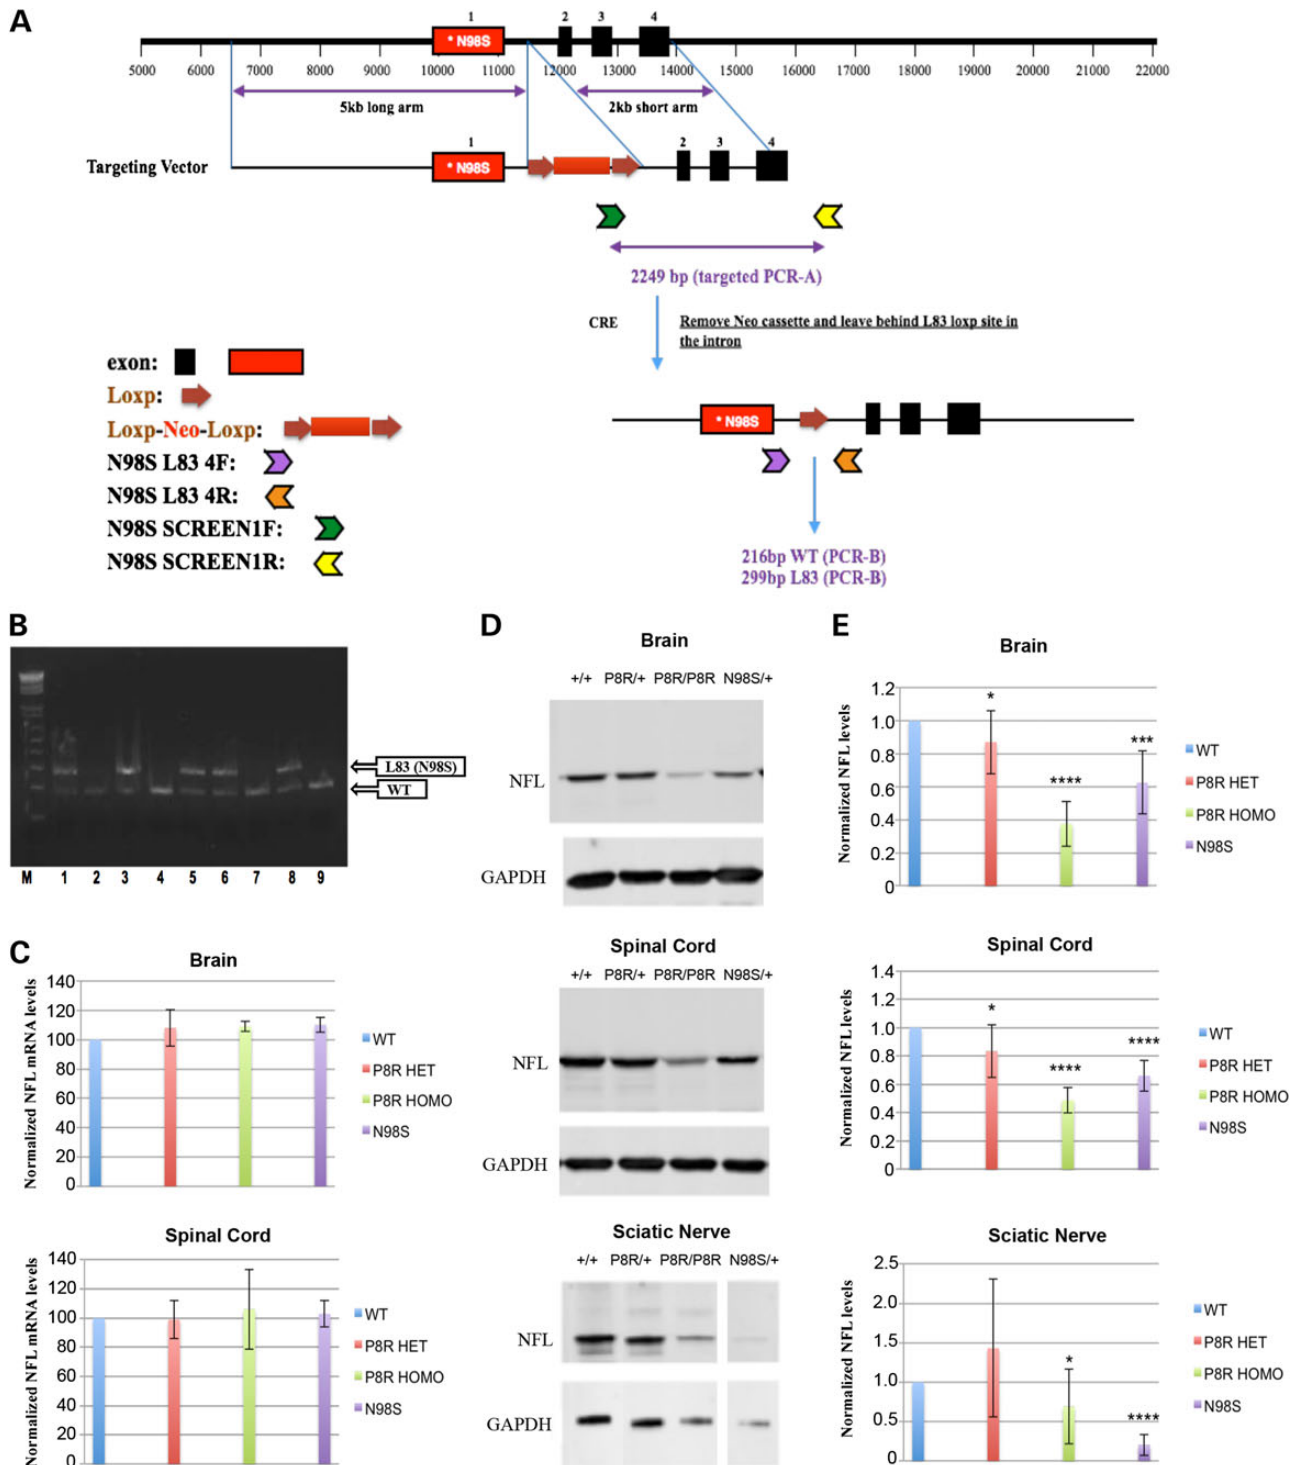 A
1 2 3 4
* N98S
5000 6000 7000 8000 9000 10000 11000 12000 13000 14000 15000 16000 17000 18000 19000 20000 21000 22000
5kb long arm 2kb short arm
1 2 3 4
Targeting Vector * N98S
2249 bp (targeted PCR-A)
CRE Remove Neo cassette and leave behind L83 loxp site in
the intron
exon:
Loxp:
Loxp-Neo-Loxp:
N98S L83 4F:
N98S L83 4R:
N98S SCREEN1F:
N98S SCREEN1R:
* N98S
216bp WT (PCR-B)
299bp L83 (PCR-B)
B
L83 (N98S)
WT
M 1 2 3 4 5 6 7 8 9
C
Brain
Normalized NFL mRNA levels
140
120
100
80
60
40
20
0
WT
P8R HET
P8R HOMO
N98S
Spinal Cord
Normalized NFL mRNA levels
140
120
100
80
60
40
20
0
WT
P8R HET
P8R HOMO
N98S
D
Brain
+/+ P8R/+ P8R/P8R N98S/+
NFL
GAPDH
Spinal Cord
+/+ P8R/+ P8R/P8R N98S/+
NFL
GAPDH
Sciatic Nerve
+/+ P8R/+ P8R/P8R N98S/+
NFL
GAPDH
E
Brain
Normalized NFL levels
1.2
1.0
0.8
0.6
0.4
0.2
0
* **** ***
WT
P8R HET
P8R HOMO
N98S
Spinal Cord
Normalized NFL levels
1.4
1.2
1.0
0.8
0.6
0.4
0.2
0
* **** ****
WT
P8R HET
P8R HOMO
N98S
Sciatic Nerve
Normalized NFL levels
2.5
2.0
1.5
1.0
0.5
0
* ****
WT
P8R HET
P8R HOMO
N98S